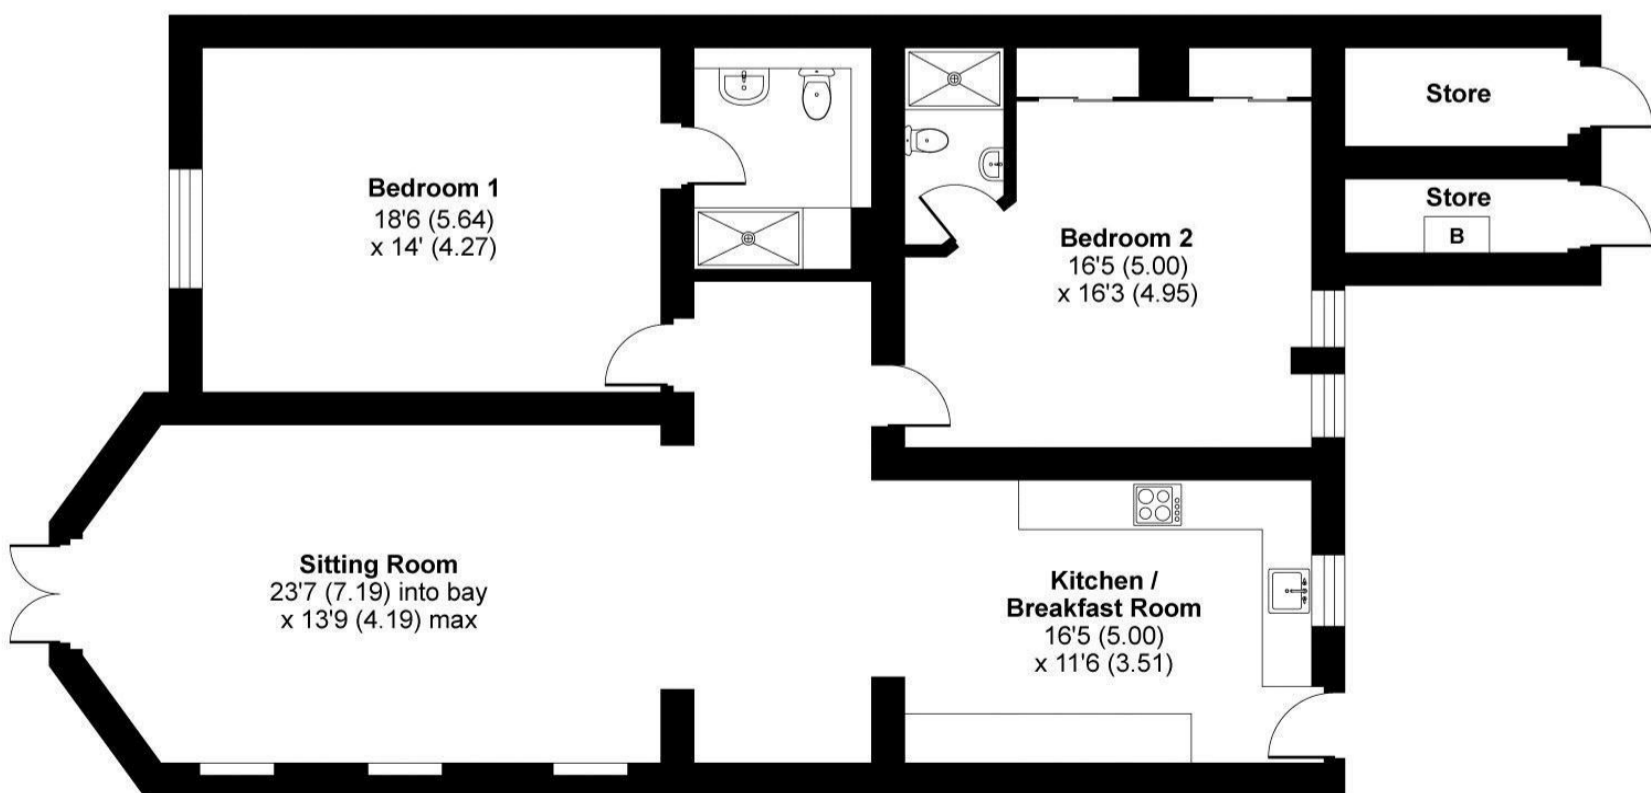 Bedroom 1
18'6 (5.64)
x 14' (4.27)
Bedroom 2
16'5 (5.00)
x 16'3 (4.95)
Store
Store
B
Sitting Room
23'7 (7.19) into bay
x 13'9 (4.19) max
Kitchen /
Breakfast Room
16'5 (5.00)
x 11'6 (3.51)